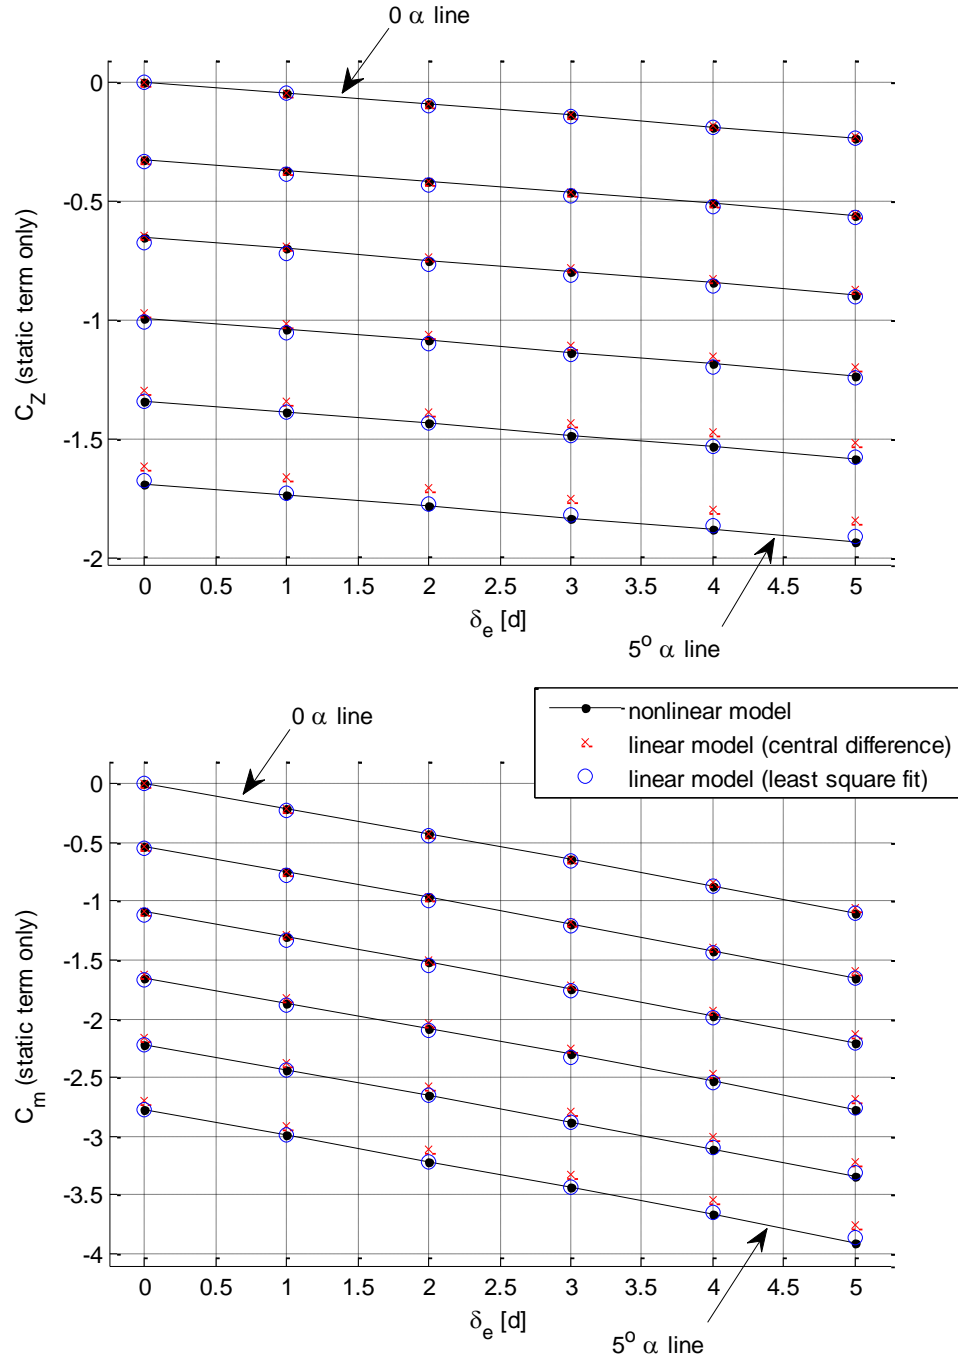 0 α line
0
-0.5
-1
-1.5
-2
C_Z (static term only)
0 0.5 1 1.5 2 2.5 3 3.5 4 4.5 5
δ_e [d]
5^o α line
nonlinear model
linear model (central difference)
linear model (least square fit)
0 α line
0
-0.5
-1
-1.5
-2
-2.5
-3
-3.5
-4
C_m (static term only)
0 0.5 1 1.5 2 2.5 3 3.5 4 4.5 5
δ_e [d]
5^o α line